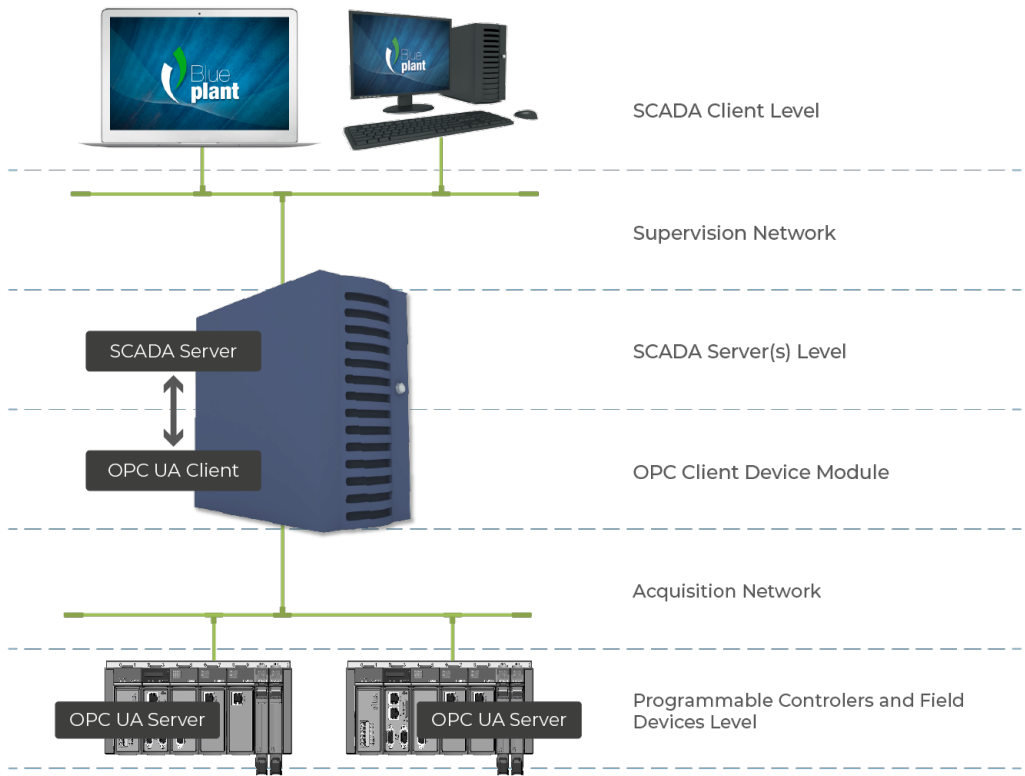 Blue
plant
Blue
plant
SCADA Client Level
Supervision Network
SCADA Server
SCADA Server(s) Level
OPC UA Client
OPC Client Device Module
Acquisition Network
OPC UA Server
OPC UA Server
Programmable Controlers and Field
Devices Level